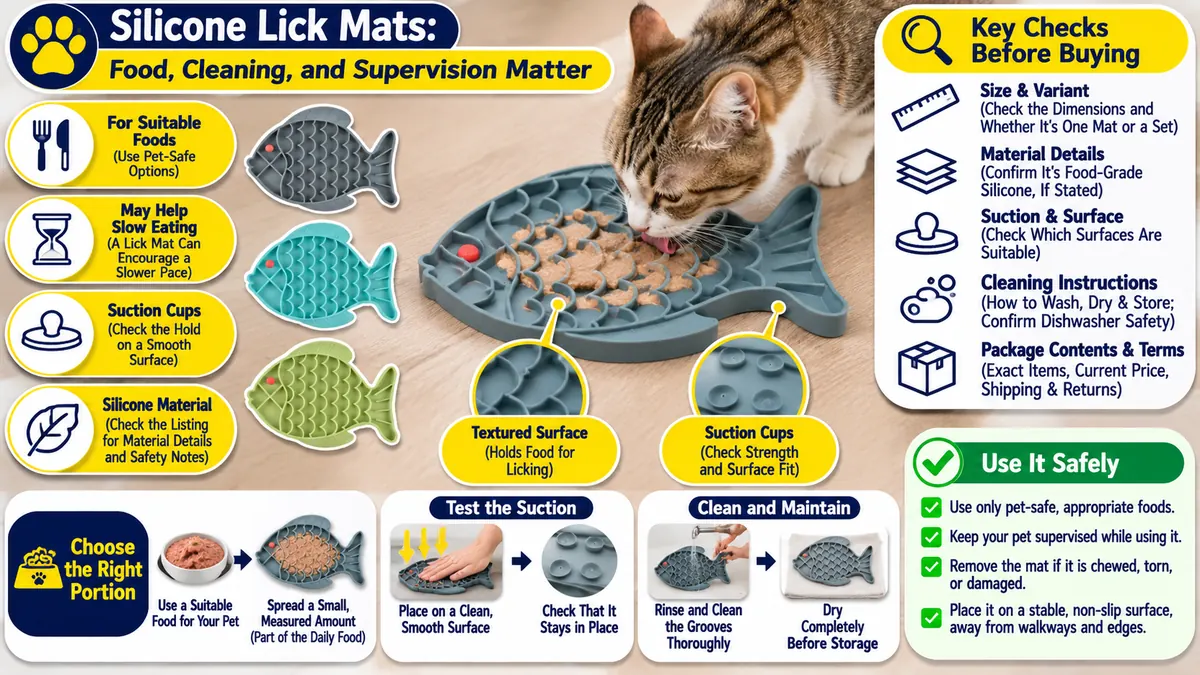 Silicone Lick Mats:
Food, Cleaning, and Supervision Matter
For Suitable
Foods
(Use Pet-Safe
Options)
May Help
Slow Eating
(A Lick Mat Can
Encourage a
Slower Pace)
Suction Cups
(Check the Hold
on a Smooth
Surface)
Silicone Material
(Check the Listing
for Material Details
and Safety Notes)
Textured Surface
(Holds Food for
Licking)
Suction Cups
(Check Strength
and Surface Fit)
Key Checks
Before Buying
Size & Variant
(Check the Dimensions and
Whether It's One Mat or a Set)
Material Details
(Confirm It's Food-Grade
Silicone, If Stated)
Suction & Surface
(Check Which Surfaces Are
Suitable)
Cleaning Instructions
(How to Wash, Dry & Store;
Confirm Dishwasher Safety)
Package Contents & Terms
(Exact Items, Current Price,
Shipping & Returns)
Choose
the Right
Portion
Use a Suitable
Food for Your Pet
Spread a Small,
Measured Amount
(Part of the Daily Food)
Test the Suction
Place on a Clean,
Smooth Surface
Check That It
Stays in Place
Clean and Maintain
Rinse and Clean
the Grooves
Thoroughly
Dry
Completely
Before Storage
Use It Safely
Use only pet-safe, appropriate foods.
Keep your pet supervised while using it.
Remove the mat if it is chewed, torn,
or damaged.
Place it on a stable, non-slip surface,
away from walkways and edges.